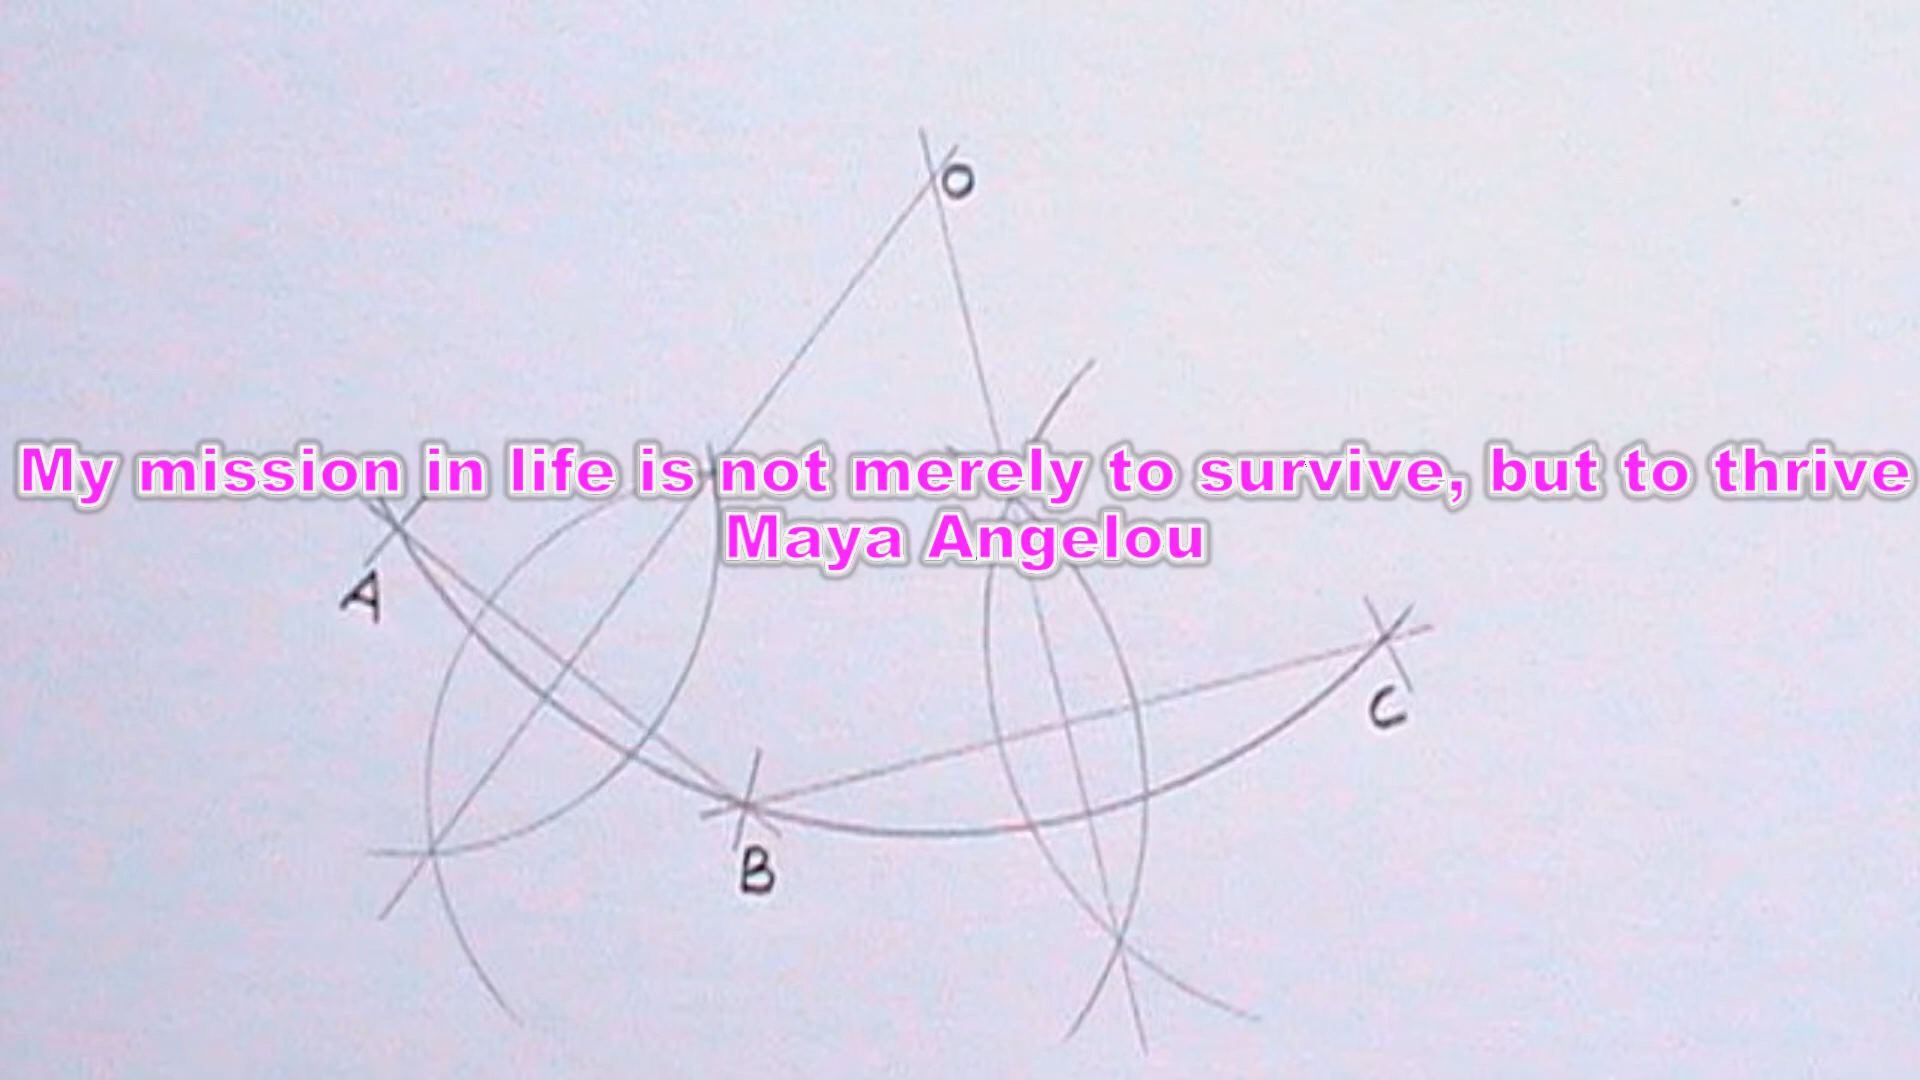 O
My mission in life is not merely to survive, but to thrive
Maya Angelou
A
C
B